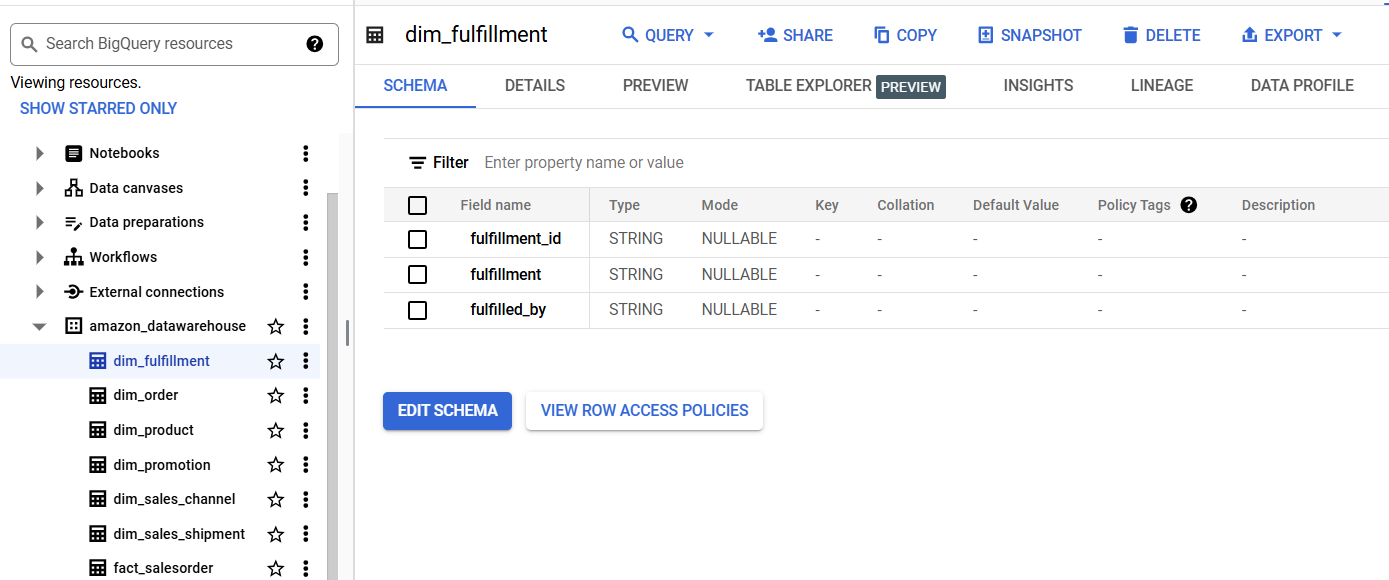 Search BigQuery resources ?
Viewing resources.
SHOW STARRED ONLY
Notebooks
Data canvases
Data preparations
Workflows
External connections
amazon_datawarehouse
dim_fulfillment
dim_order
dim_product
dim_promotion
dim_sales_channel
dim_sales_shipment
fact_salesorder
dim_fulfillment QUERY SHARE COPY SNAPSHOT DELETE EXPORT
SCHEMA DETAILS PREVIEW TABLE EXPLORER PREVIEW INSIGHTS LINEAGE DATA PROFILE
Filter Enter property name or value
Field name Type Mode Key Collation Default Value Policy Tags ? Description
fulfillment_id STRING NULLABLE - - - - -
fulfillment STRING NULLABLE - - - - -
fulfilled_by STRING NULLABLE - - - - -
EDIT SCHEMA VIEW ROW ACCESS POLICIES